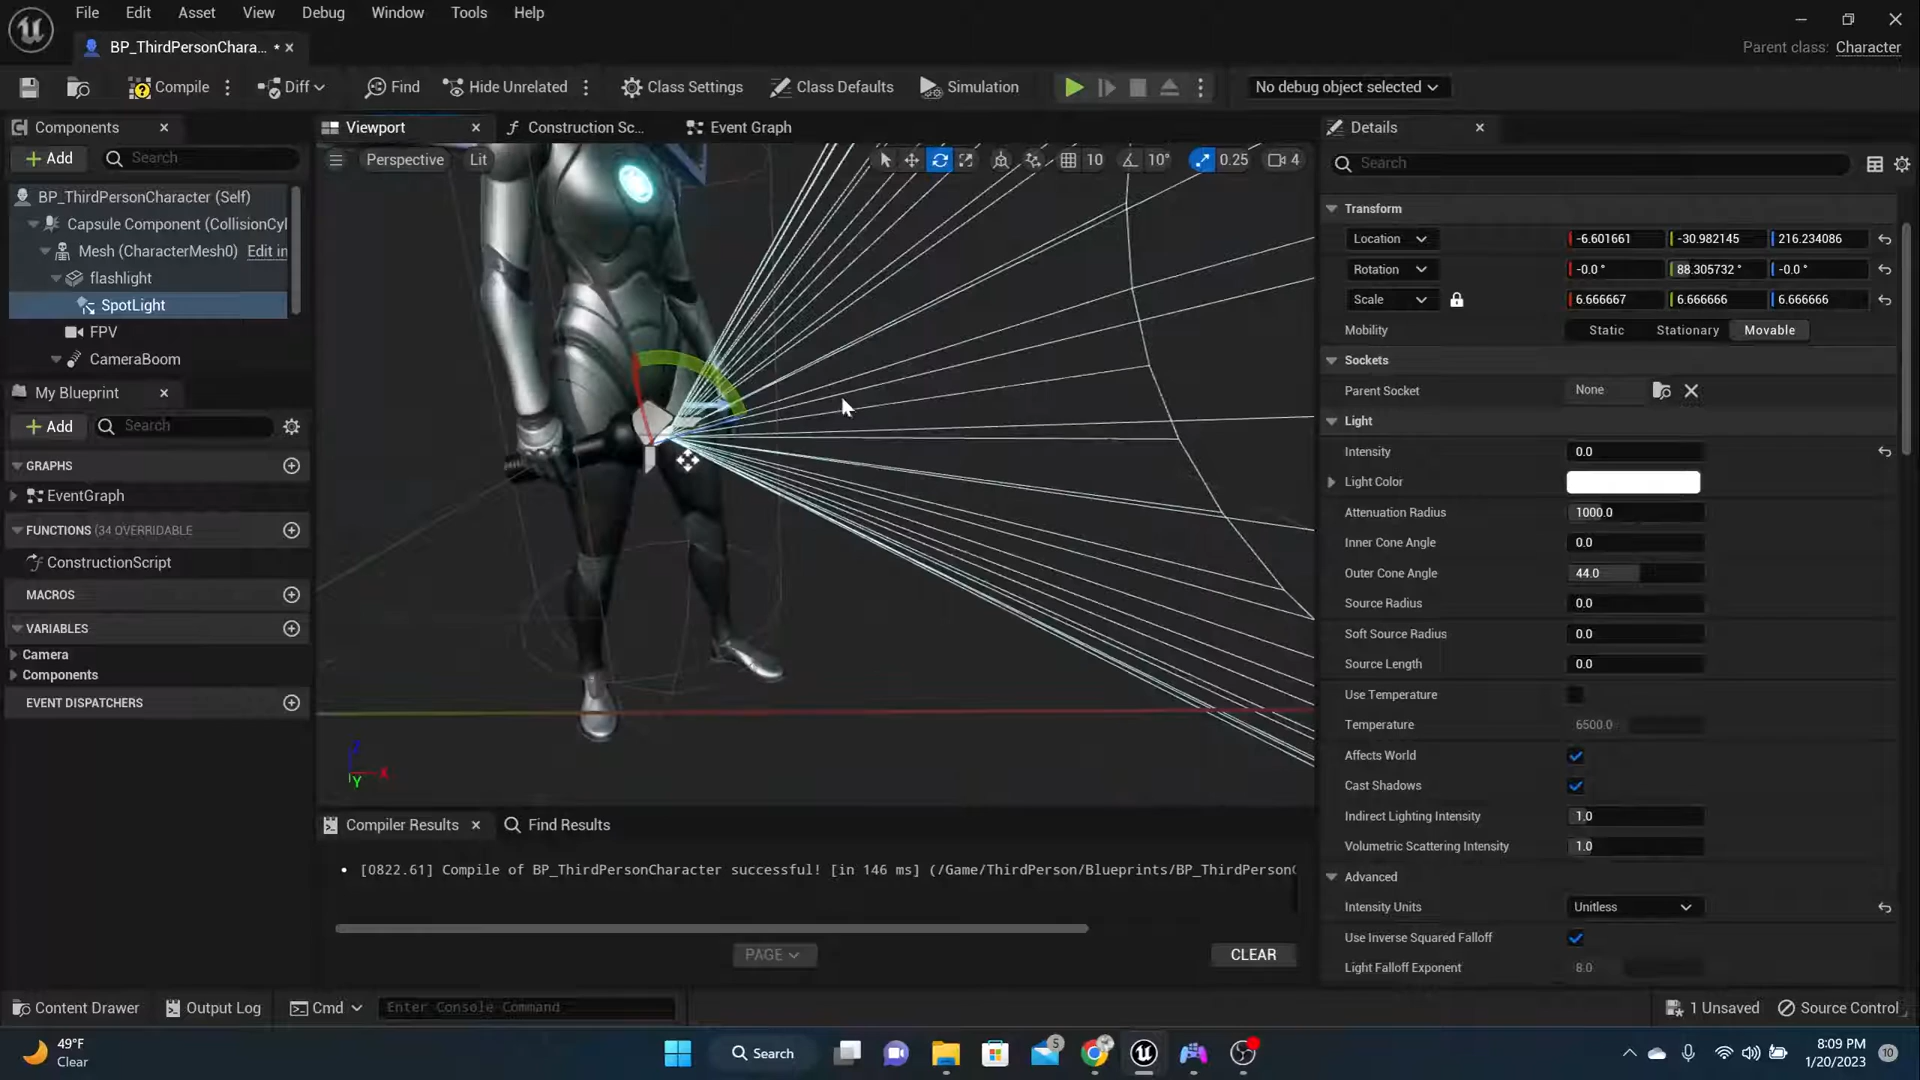 File Edit Asset View Debug Window Tools Help
BP_ThirdPersonChara... *
Parent class: Character
Compile Diff Find Hide Unrelated Class Settings Class Defaults Simulation No debug object selected
Components Viewport Construction Sc... Event Graph Details
Add Search Perspective Lit 10 10° 0.25 4 Search
BP_ThirdPersonCharacter (Self)
Capsule Component (CollisionCyl
Mesh (CharacterMesh0) Edit in
flashlight
SpotLight
FPV
CameraBoom
My Blueprint
Add Search
GRAPHS
EventGraph
FUNCTIONS (34 OVERRIDABLE
ConstructionScript
MACROS
VARIABLES
Camera
Components
EVENT DISPATCHERS
Z
X
Y
Transform
Location -6.601661 -30.982145 216.234086
Rotation -0.0 ° 88.305732 ° -0.0 °
Scale 6.666667 6.666666 6.666666
Mobility Static Stationary Movable
Sockets
Parent Socket None
Light
Intensity 0.0
Light Color
Attenuation Radius 1000.0
Inner Cone Angle 0.0
Outer Cone Angle 44.0
Source Radius 0.0
Soft Source Radius 0.0
Source Length 0.0
Use Temperature
Temperature 6500.0
Affects World
Cast Shadows
Indirect Lighting Intensity 1.0
Volumetric Scattering Intensity 1.0
Advanced
Intensity Units Unitless
Use Inverse Squared Falloff
Light Falloff Exponent 8.0
Compiler Results Find Results
[0822.61] Compile of BP_ThirdPersonCharacter successful! [in 146 ms] (/Game/ThirdPerson/Blueprints/BP_ThirdPersonC
PAGE CLEAR
Content Drawer Output Log Cmd Enter Console Command 1 Unsaved Source Control
49°F
Clear
Search
5
8:09 PM
1/20/2023
10